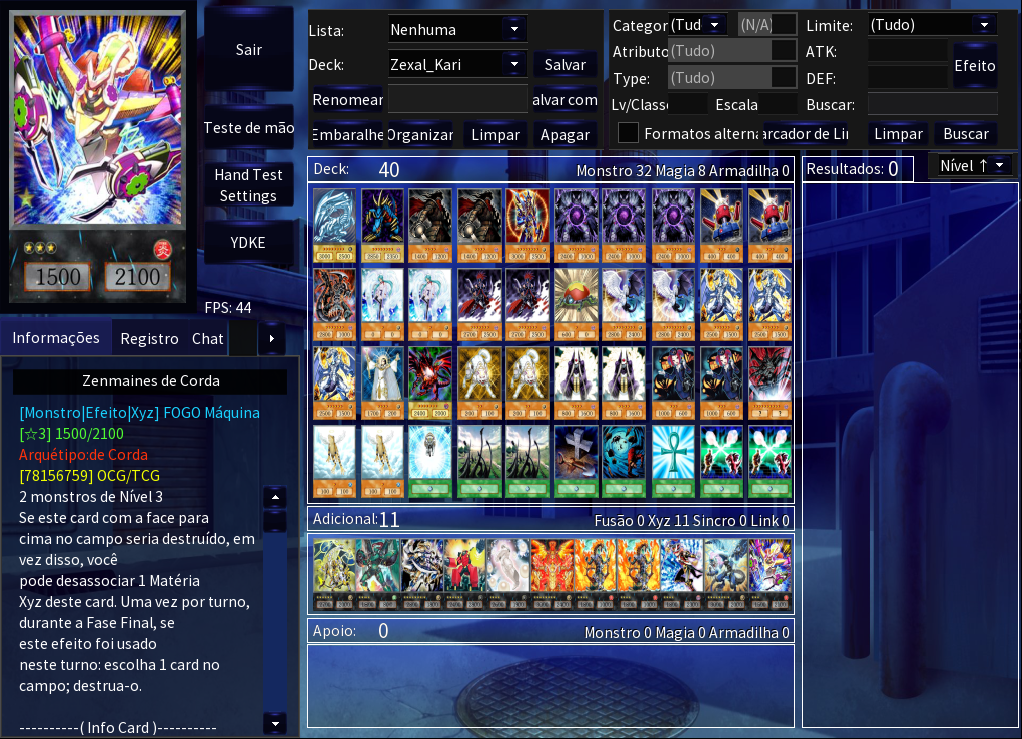 1500 2100
Sair
Teste de mão
Hand Test
Settings
YDKE
FPS: 44
Lista: Nenhuma
Deck: Zexal_Kari Salvar
Renomear alvar com
Embaralhe Organizar Limpar Apagar
Categor (Tud (N/A) Limite: (Tudo)
Atributo (Tudo) ATK: Efeito
Type: (Tudo) DEF:
Lv/Classe Escala Buscar:
Formatos alterna arcador de Lin Limpar Buscar
Deck: 40 Monstro 32 Magia 8 Armadilha 0
Resultados: 0 Nível ↑
Informações Registro Chat
Zenmaines de Corda
[Monstro|Efeito|Xyz] FOGO Máquina
[☆3] 1500/2100
Arquétipo:de Corda
[78156759] OCG/TCG
2 monstros de Nível 3
Se este card com a face para
cima no campo seria destruído, em
vez disso, você
pode desassociar 1 Matéria
Xyz deste card. Uma vez por turno,
durante a Fase Final, se
este efeito foi usado
neste turno: escolha 1 card no
campo; destrua-o.
----------( Info Card )----------
Adicional: 11 Fusão 0 Xyz 11 Sincro 0 Link 0
Apoio: 0 Monstro 0 Magia 0 Armadilha 0